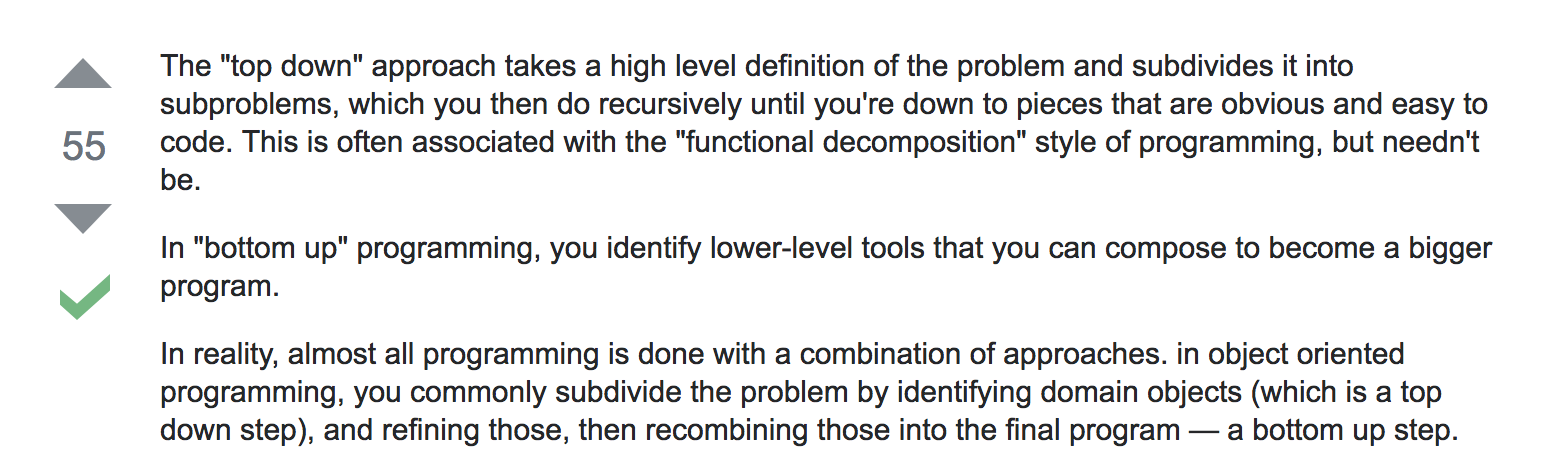 The "top down" approach takes a high level definition of the problem and subdivides it into
subproblems, which you then do recursively until you're down to pieces that are obvious and easy to
code. This is often associated with the "functional decomposition" style of programming, but needn't
be.
55
In "bottom up" programming, you identify lower-level tools that you can compose to become a bigger
program.
In reality, almost all programming is done with a combination of approaches. in object oriented
programming, you commonly subdivide the problem by identifying domain objects (which is a top
down step), and refining those, then recombining those into the final program — a bottom up step.